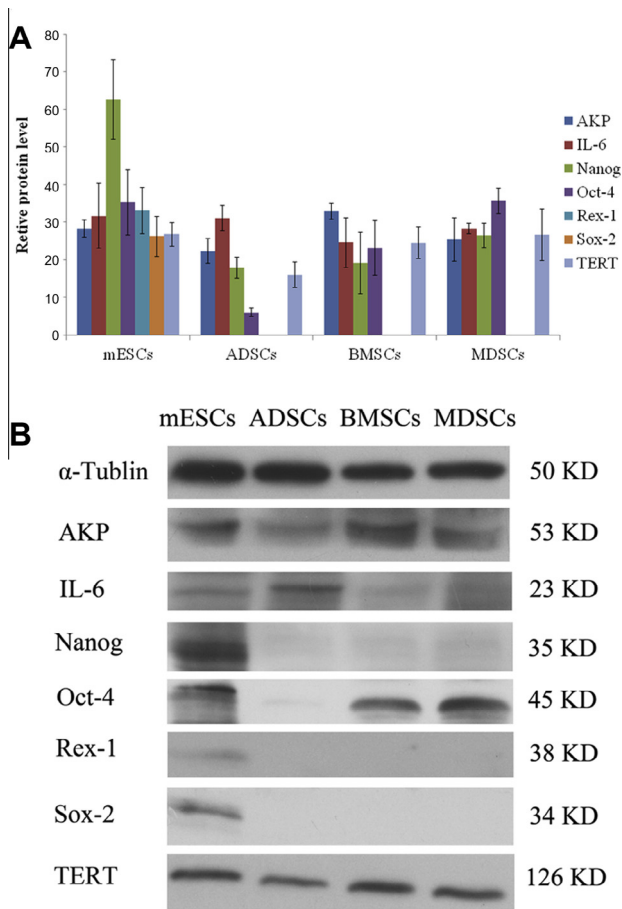 A
Retive protein level
80
70
60
50
40
30
20
10
0
mESCs ADSCs BMSCs MDSCs
AKP
IL-6
Nanog
Oct-4
Rex-1
Sox-2
TERT
B
mESCs ADSCs BMSCs MDSCs
α-Tublin 50 KD
AKP 53 KD
IL-6 23 KD
Nanog 35 KD
Oct-4 45 KD
Rex-1 38 KD
Sox-2 34 KD
TERT 126 KD